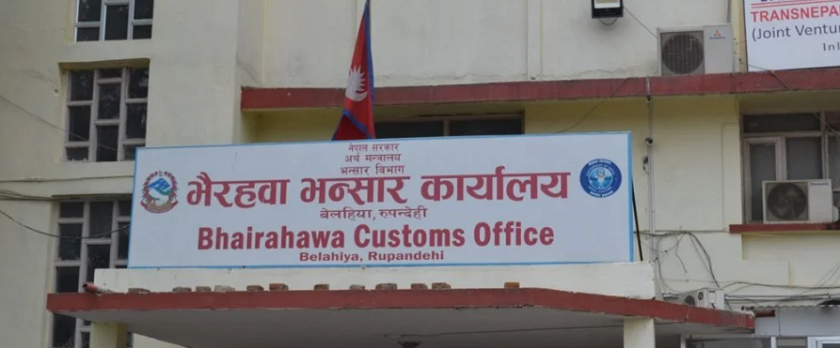 नेपाल सरकार
अर्थ मन्त्रालय
भन्सार विभाग
भैरहवा भन्सार कार्यालय
बेलहिया, रुपन्देही
Bhairahawa Customs Office
Belahiya, Rupandehi
TRANSNEPA
(Joint Ventur